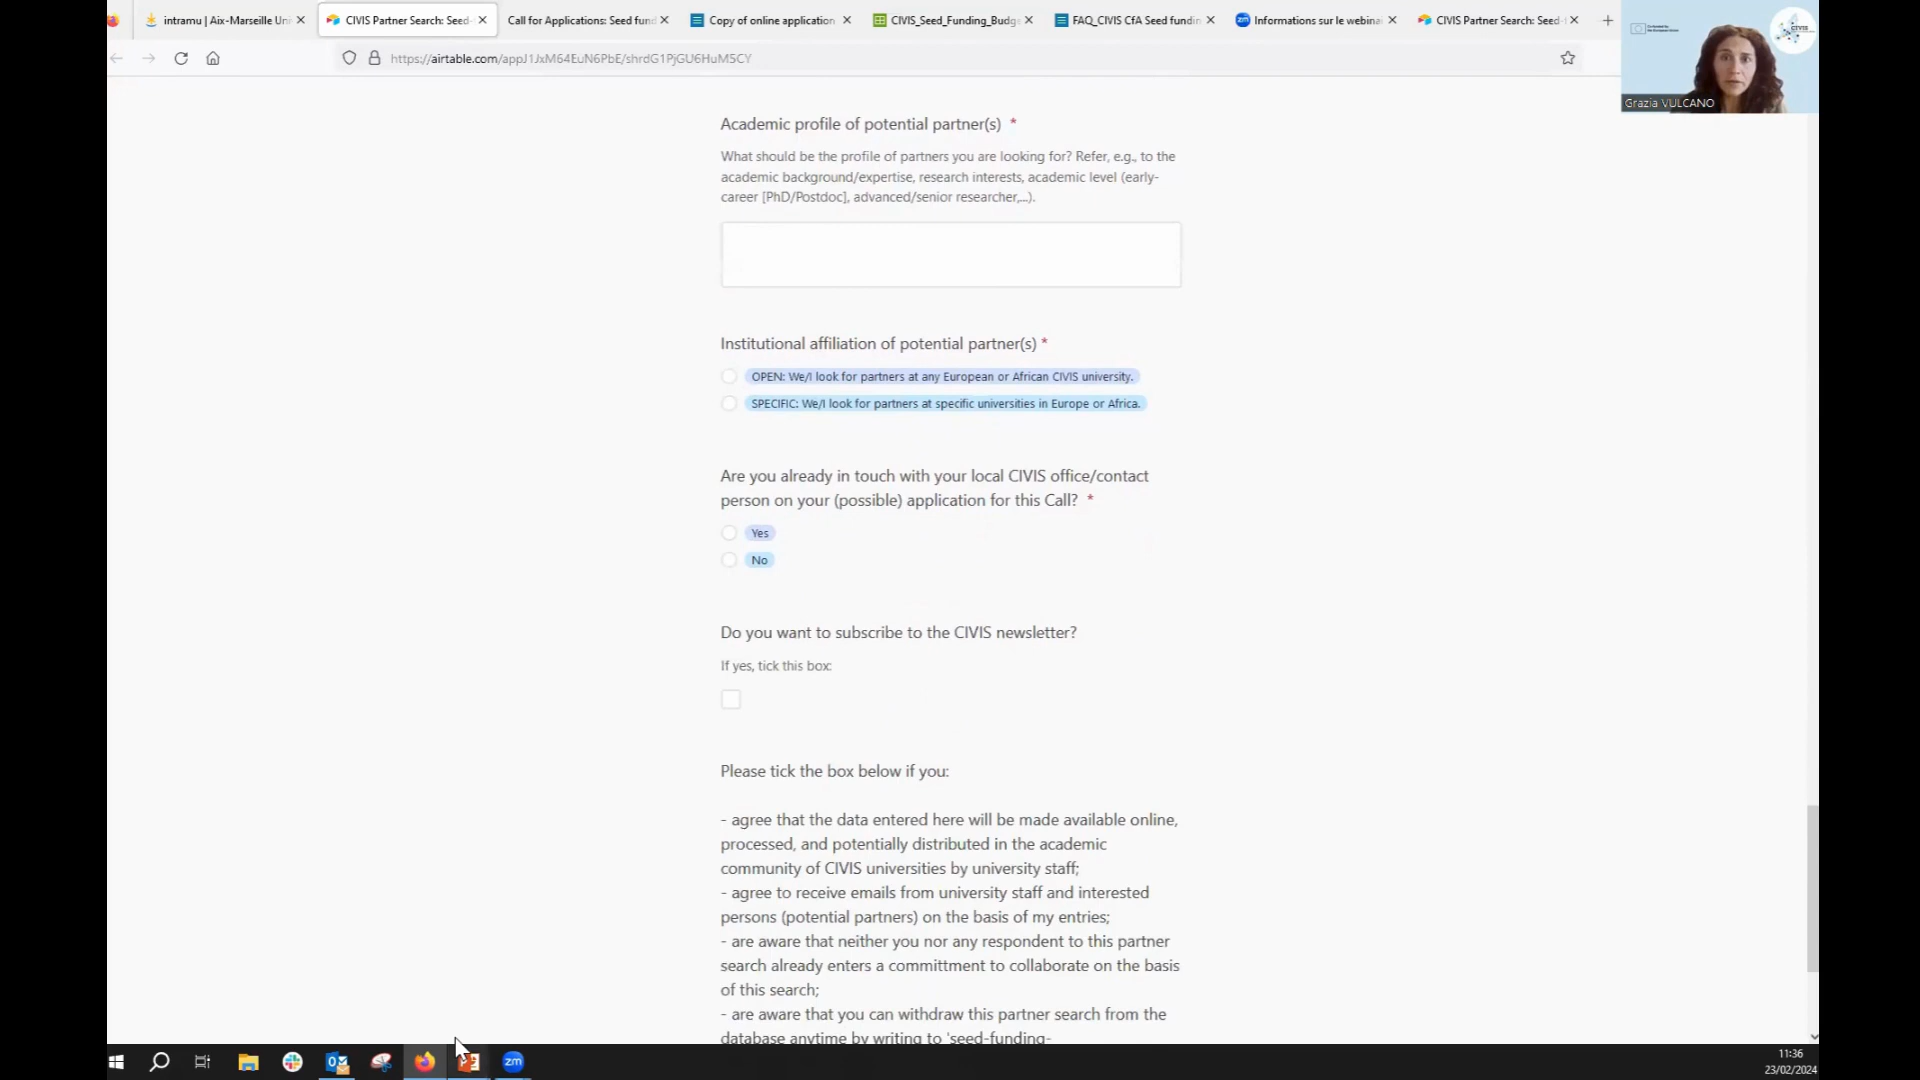 intramu | Aix-Marseille Uni
CIVIS Partner Search: Seed-
Call for Applications: Seed fund
Copy of online application
CIVIS_Seed_Funding_Budg
FAQ_CIVIS CfA Seed fundin
Informations sur le webinai
CIVIS Partner Search: Seed-
https://airtable.com/appJ1JxM64EuN6PbE/shrdG1PjGU6HuM5CY
CIVIS
Grazia VULCANO
Academic profile of potential partner(s) *
What should be the profile of partners you are looking for? Refer, e.g., to the
academic background/expertise, research interests, academic level (early-
career [PhD/Postdoc], advanced/senior researcher,...).
Institutional affiliation of potential partner(s) *
OPEN: We/I look for partners at any European or African CIVIS university.
SPECIFIC: We/I look for partners at specific universities in Europe or Africa.
Are you already in touch with your local CIVIS office/contact
person on your (possible) application for this Call? *
Yes
No
Do you want to subscribe to the CIVIS newsletter?
If yes, tick this box:
Please tick the box below if you:
- agree that the data entered here will be made available online,
processed, and potentially distributed in the academic
community of CIVIS universities by university staff;
- agree to receive emails from university staff and interested
persons (potential partners) on the basis of my entries;
- are aware that neither you nor any respondent to this partner
search already enters a committment to collaborate on the basis
of this search;
- are aware that you can withdraw this partner search from the
database anytime by writing to 'seed-funding-
zm
11:36
23/02/2024